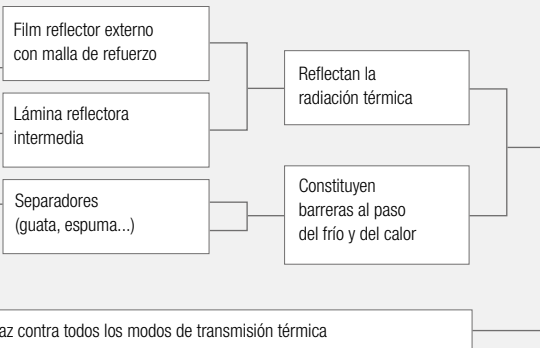 Film reflector externo
con malla de refuerzo
Lámina reflectora
intermedia
Separadores
(guata, espuma...)
Reflectan la
radiación térmica
Constituyen
barreras al paso
del frío y del calor
contra todos los modos de transmisión térmica